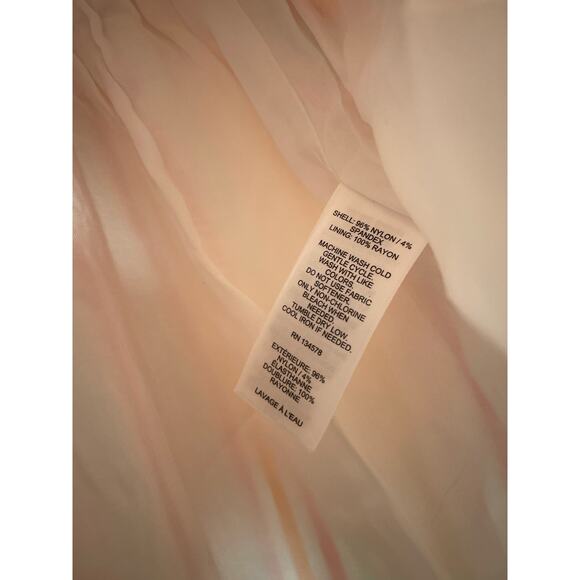 SHELL: 96% NYLON / 4%
SPANDEX
LINING: 100% RAYON
MACHINE WASH COLD
GENTLE CYCLE.
WASH WITH LIKE
COLORS.
DO NOT USE FABRIC
SOFTENER.
ONLY NON-CHLORINE
BLEACH WHEN
NEEDED.
TUMBLE DRY LOW.
COOL IRON IF NEEDED.
RN 134578
EXTÉRIEURE: 96%
NYLON / 4%
ÉLASTHANNE
DOUBLURE: 100%
RAYONNE
LAVAGE À L'EAU